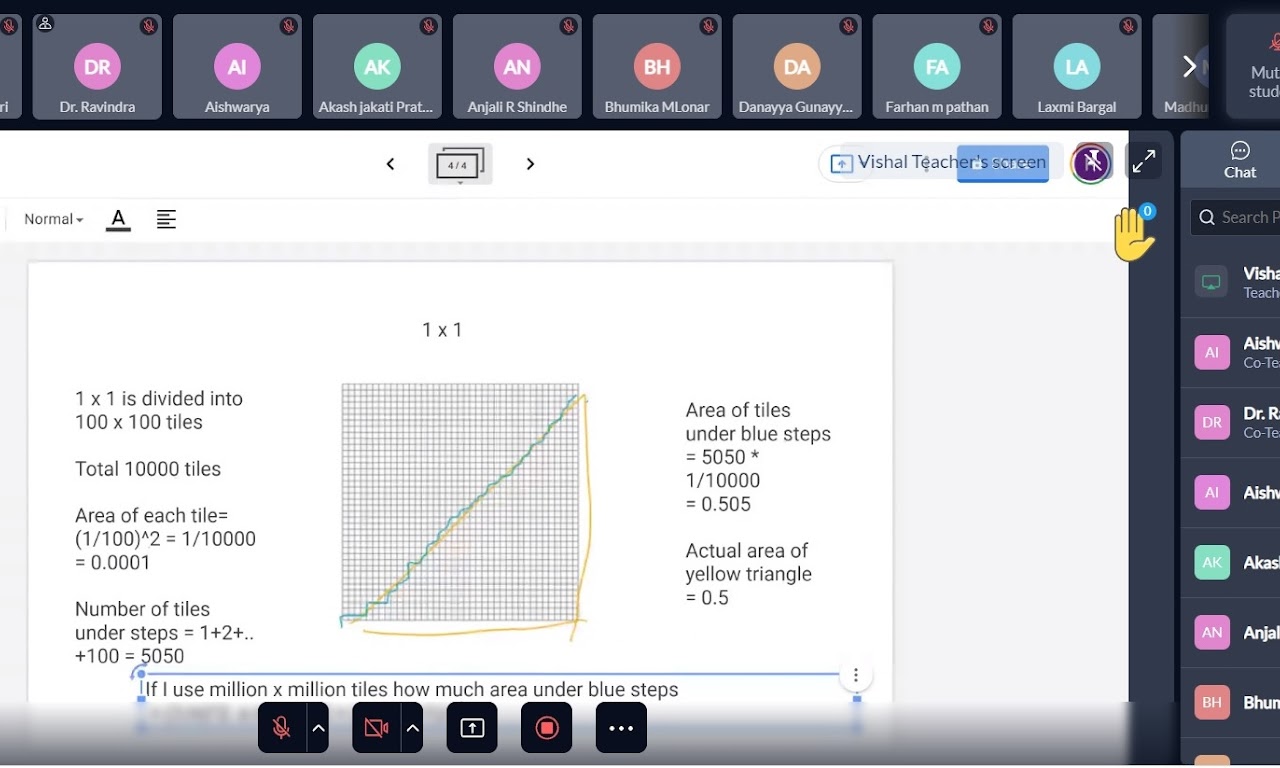 ri
DR
Dr. Ravindra
AI
Aishwarya
AK
Akash jakati Prat...
AN
Anjali R Shindhe
BH
Bhumika MLonar
DA
Danayya Gunayy...
FA
Farhan m pathan
LA
Laxmi Bargal
Madhu
Mut
stud
4 / 4
Vishal Teacher's screen
Chat
Normal
A
0
Search P
1 x 1
1 x 1 is divided into
100 x 100 tiles
Total 10000 tiles
Area of each tile=
(1/100)^2 = 1/10000
= 0.0001
Number of tiles
under steps = 1+2+..
+100 = 5050
Area of tiles
under blue steps
= 5050 *
1/10000
= 0.505
Actual area of
yellow triangle
= 0.5
If I use million x million tiles how much area under blue steps
Visha
Teach
AI
Aishw
Co-Tea
DR
Dr. Ra
Co-Tea
AI
Aishw
AK
Akas
AN
Anjal
BH
Bhum